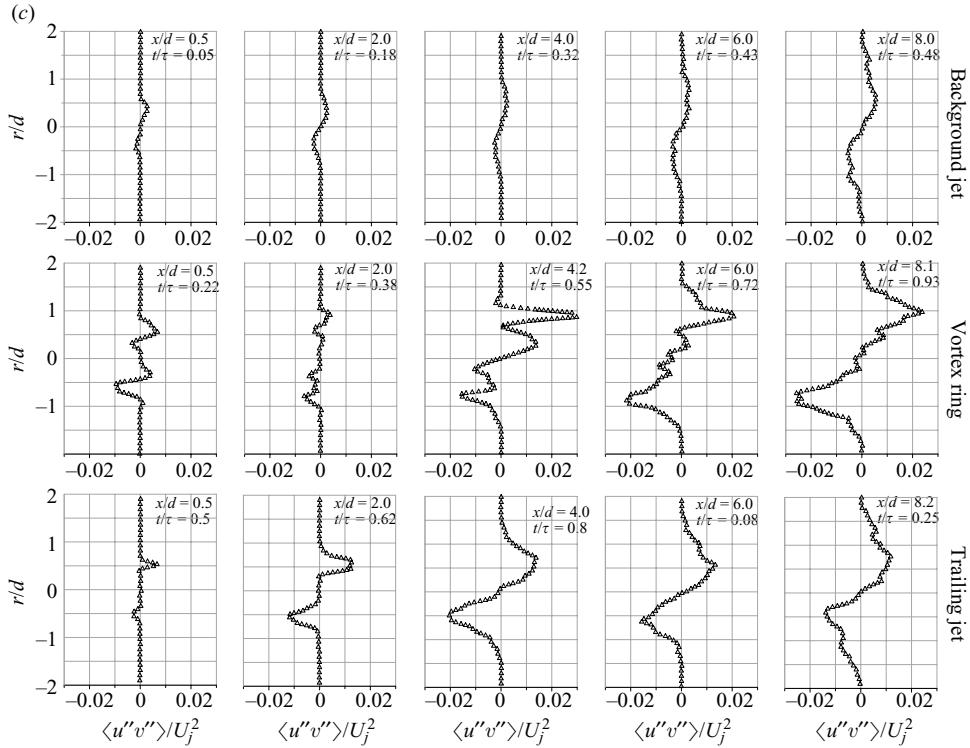 (c)
x/d = 0.5 x/d = 2.0 x/d = 4.0 x/d = 6.0 x/d = 8.0
t/τ = 0.05 t/τ = 0.18 t/τ = 0.32 t/τ = 0.43 t/τ = 0.48
2
1
r/d 0
−1
−2
Background jet
−0.02 0 0.02 −0.02 0 0.02 −0.02 0 0.02 −0.02 0 0.02 −0.02 0 0.02
x/d = 0.5 x/d = 2.0 x/d = 4.2 x/d = 6.0 x/d = 8.1
t/τ = 0.22 t/τ = 0.38 t/τ = 0.55 t/τ = 0.72 t/τ = 0.93
2
1
r/d 0
−1
Vortex ring
−0.02 0 0.02 −0.02 0 0.02 −0.02 0 0.02 −0.02 0 0.02 −0.02 0 0.02
x/d = 0.5 x/d = 2.0 x/d = 4.0 x/d = 6.0 x/d = 8.2
t/τ = 0.5 t/τ = 0.62 t/τ = 0.8 t/τ = 0.08 t/τ = 0.25
2
1
r/d 0
−1
−2
Trailing jet
−0.02 0 0.02 −0.02 0 0.02 −0.02 0 0.02 −0.02 0 0.02 −0.02 0 0.02
⟨u″v″⟩/U_j^2 ⟨u″v″⟩/U_j^2 ⟨u″v″⟩/U_j^2 ⟨u″v″⟩/U_j^2 ⟨u″v″⟩/U_j^2